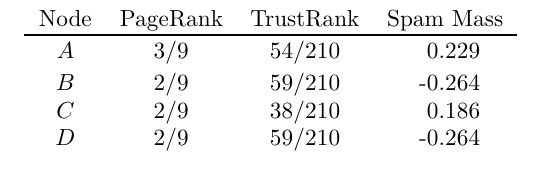 Node PageRank TrustRank Spam Mass
A 3/9 54/210 0.229
B 2/9 59/210 -0.264
C 2/9 38/210 0.186
D 2/9 59/210 -0.264